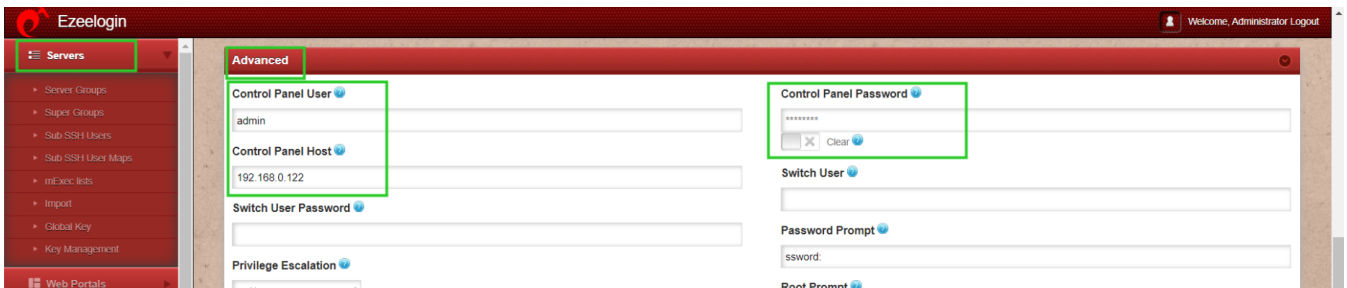 Ezeelogin
Welcome, Administrator Logout
Servers
Server Groups
Super Groups
Sub SSH Users
Sub SSH User Maps
mExec lists
Import
Global Key
Key Management
Web Portals
Advanced
Control Panel User
admin
Control Panel Host
192.168.0.122
Switch User Password
Privilege Escalation
Control Panel Password
********
Clear
Switch User
Password Prompt
ssword:
Root Prompt